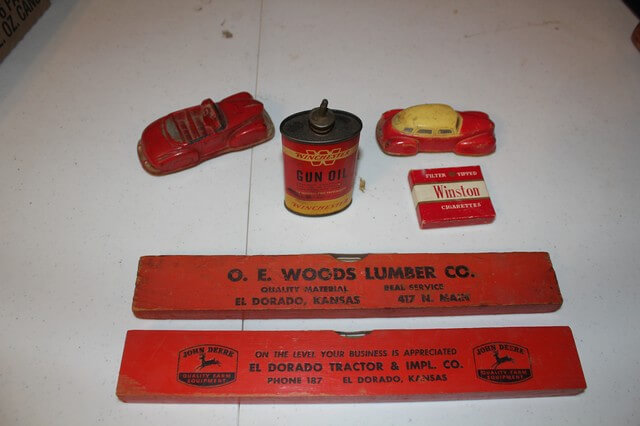 OZ. CAN
WINCHESTER
W
GUN OIL
WINCHESTER
FILTER TIPPED
Winston
CIGARETTES
O. E. WOODS LUMBER CO.
QUALITY MATERIAL REAL SERVICE
EL DORADO, KANSAS 417 N. MAIN
JOHN DEERE
QUALITY FARM
EQUIPMENT
ON THE LEVEL YOUR BUSINESS IS APPRECIATED
EL DORADO TRACTOR & IMPL. CO.
PHONE 187 EL DORADO, KANSAS
JOHN DEERE
QUALITY FARM
EQUIPMENT